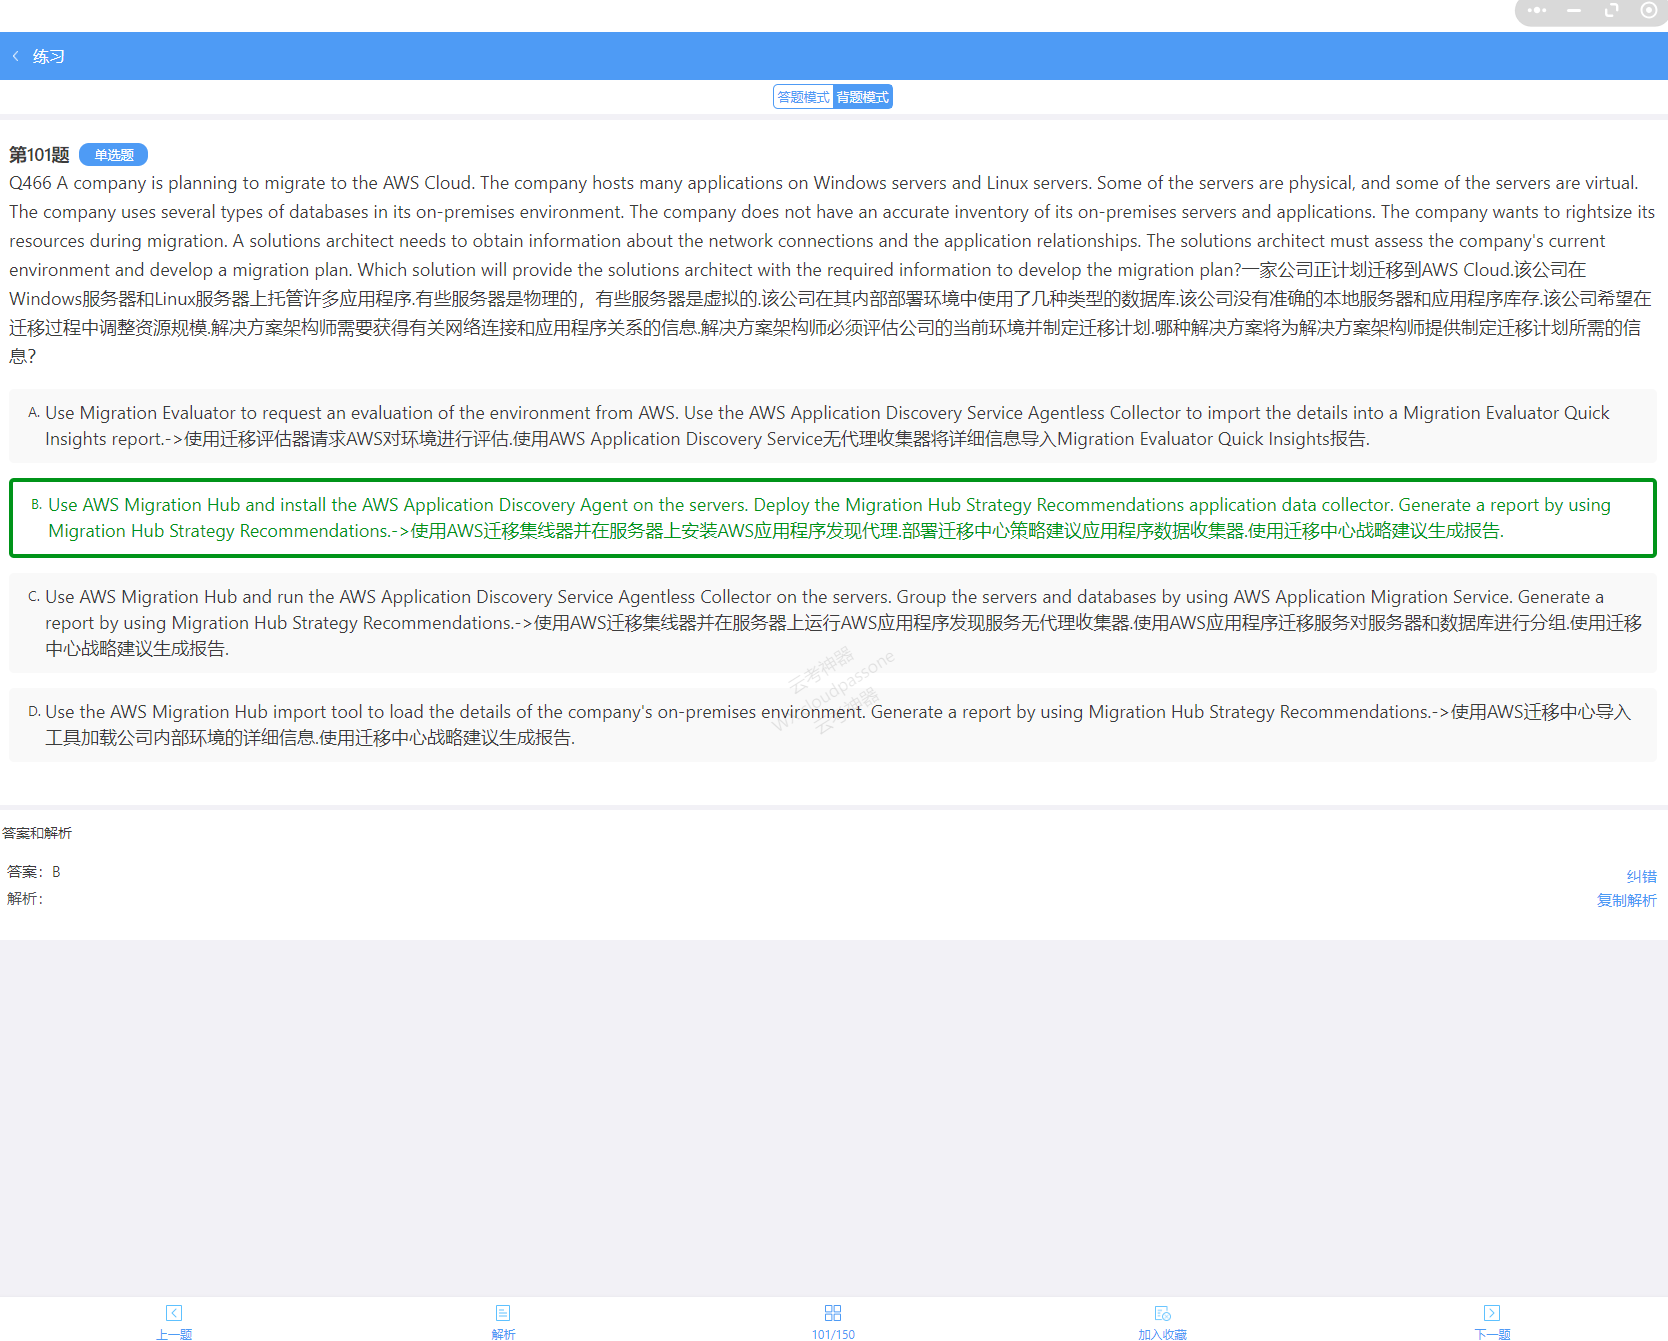 练习
答题模式 背题模式
第101题 单选题
Q466 A company is planning to migrate to the AWS Cloud. The company hosts many applications on Windows servers and Linux servers. Some of the servers are physical, and some of the servers are virtual.
The company uses several types of databases in its on-premises environment. The company does not have an accurate inventory of its on-premises servers and applications. The company wants to rightsize its
resources during migration. A solutions architect needs to obtain information about the network connections and the application relationships. The solutions architect must assess the company's current
environment and develop a migration plan. Which solution will provide the solutions architect with the required information to develop the migration plan?一家公司正计划迁移到AWS Cloud.该公司在
Windows服务器和Linux服务器上托管许多应用程序.有些服务器是物理的，有些服务器是虚拟的.该公司在其内部部署环境中使用了几种类型的数据库.该公司没有准确的本地服务器和应用程序库存.该公司希望在
迁移过程中调整资源规模.解决方案架构师需要获得有关网络连接和应用程序关系的信息.解决方案架构师必须评估公司的当前环境并制定迁移计划.哪种解决方案将为解决方案架构师提供制定迁移计划所需的信
息?
A. Use Migration Evaluator to request an evaluation of the environment from AWS. Use the AWS Application Discovery Service Agentless Collector to import the details into a Migration Evaluator Quick
Insights report.->使用迁移评估器请求AWS对环境进行评估.使用AWS Application Discovery Service无代理收集器将详细信息导入Migration Evaluator Quick Insights报告.
B. Use AWS Migration Hub and install the AWS Application Discovery Agent on the servers. Deploy the Migration Hub Strategy Recommendations application data collector. Generate a report by using
Migration Hub Strategy Recommendations.->使用AWS迁移集线器并在服务器上安装AWS应用程序发现代理.部署迁移中心策略建议应用程序数据收集器.使用迁移中心战略建议生成报告.
C. Use AWS Migration Hub and run the AWS Application Discovery Service Agentless Collector on the servers. Group the servers and databases by using AWS Application Migration Service. Generate a
report by using Migration Hub Strategy Recommendations.->使用AWS迁移集线器并在服务器上运行AWS应用程序发现服务无代理收集器.使用AWS应用程序迁移服务对服务器和数据库进行分组.使用迁移
中心战略建议生成报告.
D. Use the AWS Migration Hub import tool to load the details of the company's on-premises environment. Generate a report by using Migration Hub Strategy Recommendations.->使用AWS迁移中心导入
工具加载公司内部环境的详细信息.使用迁移中心战略建议生成报告.
云考神器
云考神器
答案和解析
答案：B
纠错
解析：
复制解析
上一题 解析 101/150 加入收藏 下一题